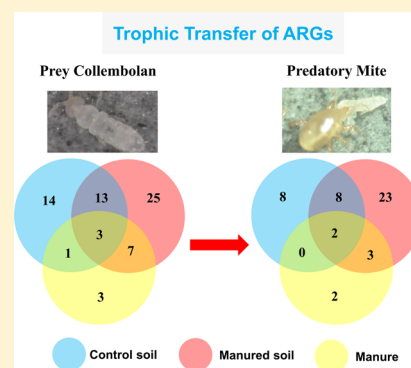 Trophic Transfer of ARGs
Prey Collembolan
Predatory Mite
14
13
25
3
1
7
3
8
8
23
2
0
3
2
Control soil
Manured soil
Manure